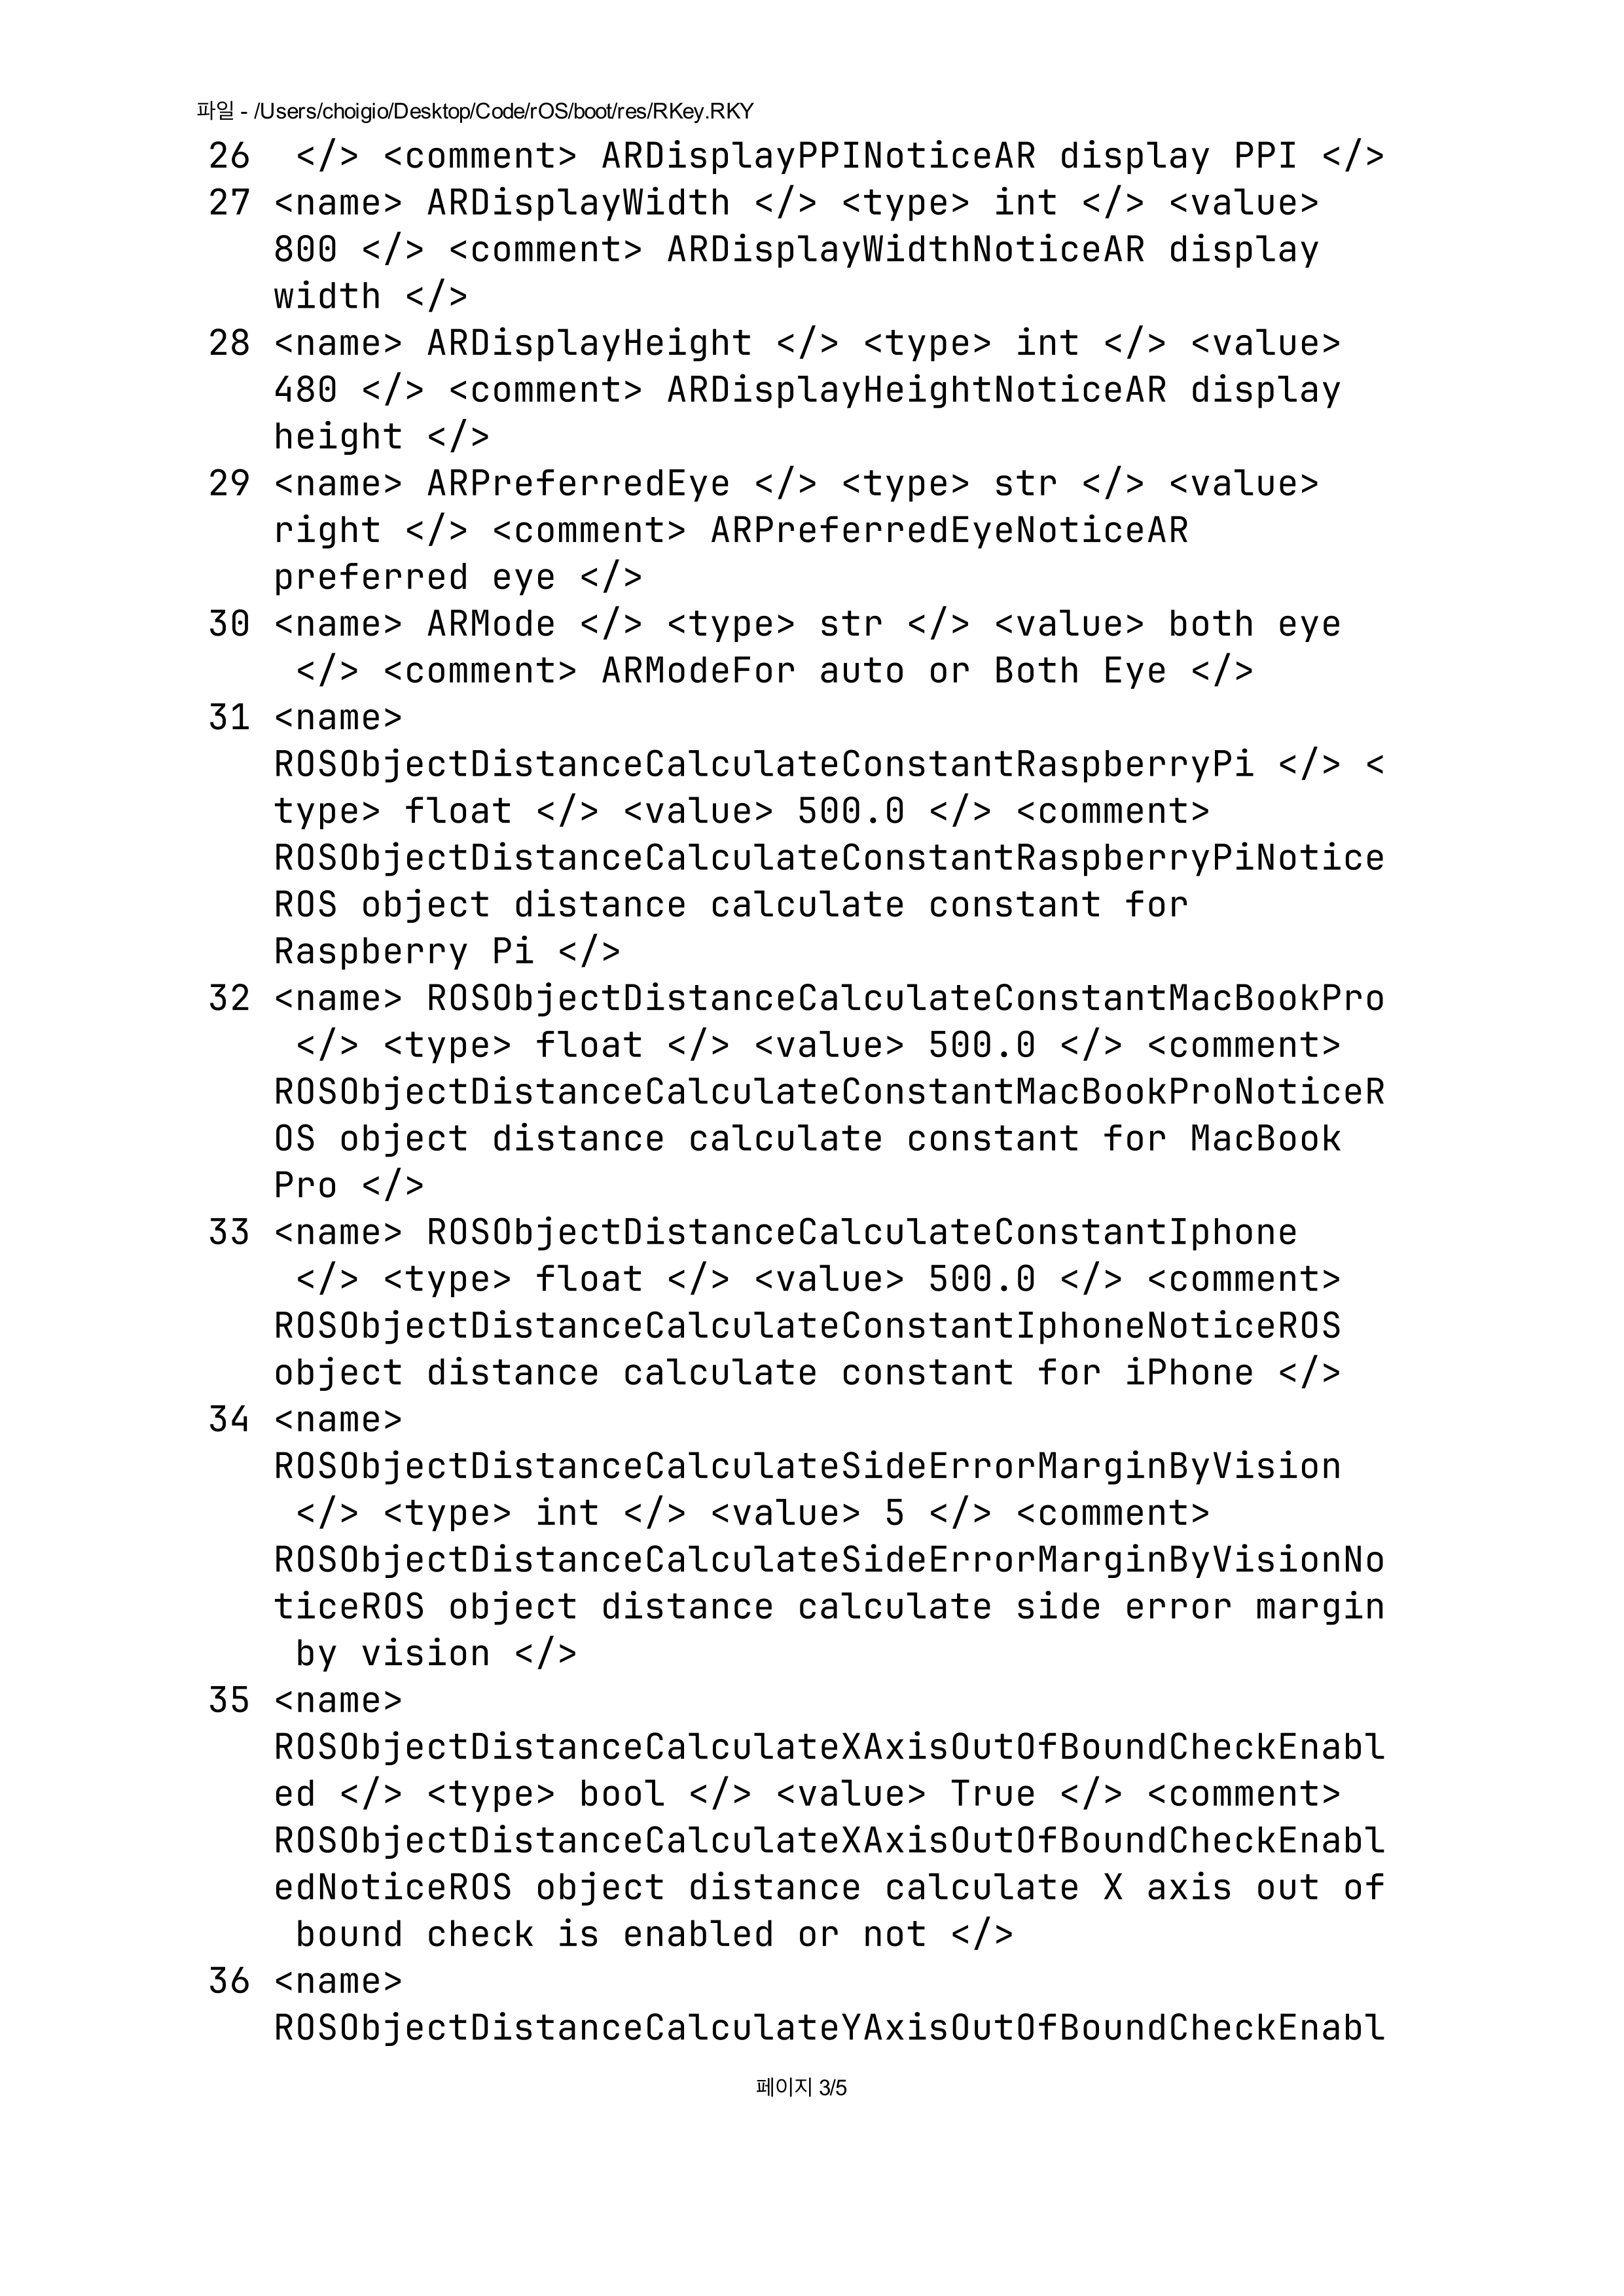 파일 - /Users/choigio/Desktop/Code/rOS/boot/res/RKey.RKY
26  </> <comment> ARDisplayPPINoticeAR display PPI </>
27 <name> ARDisplayWidth </> <type> int </> <value>
800 </> <comment> ARDisplayWidthNoticeAR display
width </>
28 <name> ARDisplayHeight </> <type> int </> <value>
480 </> <comment> ARDisplayHeightNoticeAR display
height </>
29 <name> ARPreferredEye </> <type> str </> <value>
right </> <comment> ARPreferredEyeNoticeAR
preferred eye </>
30 <name> ARMode </> <type> str </> <value> both eye
</> <comment> ARModeFor auto or Both Eye </>
31 <name>
ROSObjectDistanceCalculateConstantRaspberryPi </> <
type> float </> <value> 500.0 </> <comment>
ROSObjectDistanceCalculateConstantRaspberryPiNotice
ROS object distance calculate constant for
Raspberry Pi </>
32 <name> ROSObjectDistanceCalculateConstantMacBookPro
</> <type> float </> <value> 500.0 </> <comment>
ROSObjectDistanceCalculateConstantMacBookProNoticeR
OS object distance calculate constant for MacBook
Pro </>
33 <name> ROSObjectDistanceCalculateConstantIphone
</> <type> float </> <value> 500.0 </> <comment>
ROSObjectDistanceCalculateConstantIphoneNoticeROS
object distance calculate constant for iPhone </>
34 <name>
ROSObjectDistanceCalculateSideErrorMarginByVision
</> <type> int </> <value> 5 </> <comment>
ROSObjectDistanceCalculateSideErrorMarginByVisionNo
ticeROS object distance calculate side error margin
by vision </>
35 <name>
ROSObjectDistanceCalculateXAxisOutOfBoundCheckEnabl
ed </> <type> bool </> <value> True </> <comment>
ROSObjectDistanceCalculateXAxisOutOfBoundCheckEnabl
edNoticeROS object distance calculate X axis out of
bound check is enabled or not </>
36 <name>
ROSObjectDistanceCalculateYAxisOutOfBoundCheckEnabl
페이지 3/5